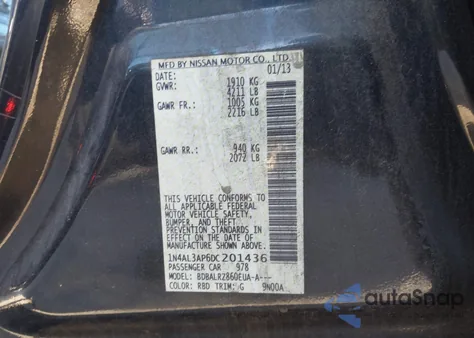 MFD BY NISSAN MOTOR CO., LTD.
DATE: 01/13
GVWR: 1910 KG
4211 LB
GAWR FR.: 1005 KG
2216 LB
GAWR RR.: 940 KG
2072 LB
THIS VEHICLE CONFORMS TO
ALL APPLICABLE FEDERAL
MOTOR VEHICLE SAFETY,
BUMPER, AND THEFT
PREVENTION STANDARDS
IN EFFECT ON THE DATE OF
MANUFACTURE SHOWN ABOVE.
1N4AL3AP6DC201436
PASSENGER CAR 978
MODEL: BDBALR2860EUA-A----
COLOR: RBD TRIM: G 9N00A
autoSnap